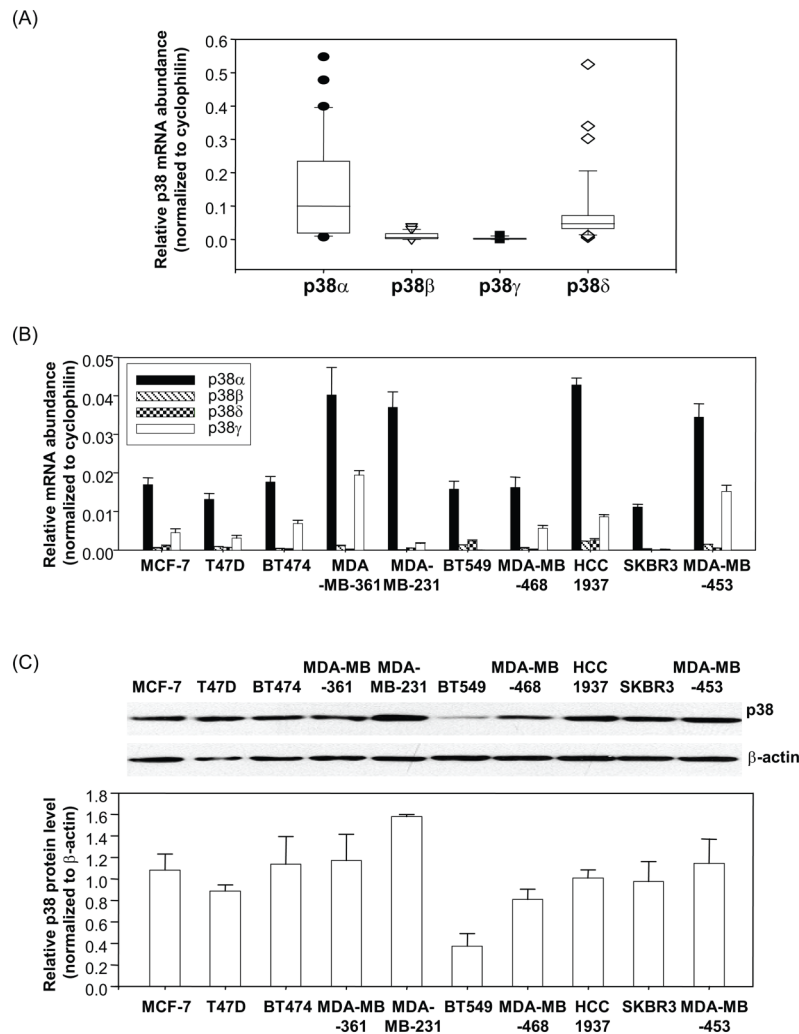 (A)
Relative p38 mRNA abundance
(normalized to cyclophilin)
0.6
0.5
0.4
0.3
0.2
0.1
0.0
p38α p38β p38γ p38δ
(B)
Relative mRNA abundance
(normalized to cyclophilin)
0.05
0.04
0.03
0.02
0.01
0.00
p38α
p38β
p38δ
p38γ
MCF-7 T47D BT474 MDA MDA- BT549 MDA-MB HCC SKBR3 MDA-MB
-MB-361 MB-231 -468 1937 -453
(C)
MDA-MB MDA- MDA-MB HCC MDA-MB
MCF-7 T47D BT474 -361 MB-231 BT549 -468 1937 SKBR3 -453
p38
β-actin
Relative p38 protein level
(normalized to β-actin)
1.8
1.6
1.4
1.2
1.0
0.8
0.6
0.4
0.2
0.0
MCF-7 T47D BT474 MDA-MB MDA- BT549 MDA-MB HCC SKBR3 MDA-MB
-361 MB-231 -468 1937 -453